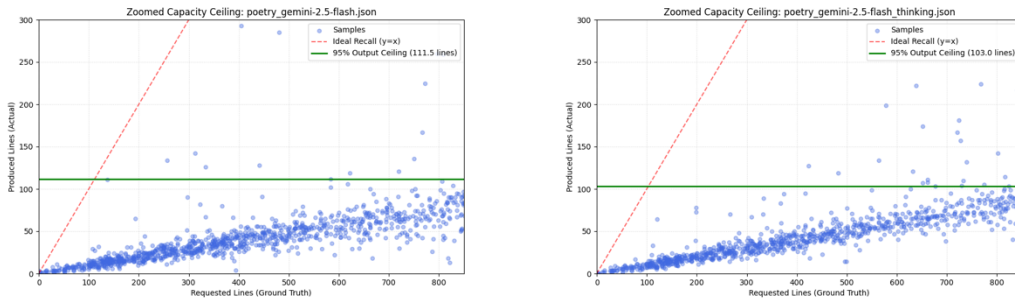 Zoomed Capacity Ceiling: poetry_gemini-2.5-flash.json
Samples
Ideal Recall (y=x)
95% Output Ceiling (111.5 lines)
Produced Lines (Actual)
300
250
200
150
100
50
0
0 100 200 300 400 500 600 700 800
Requested Lines (Ground Truth)
Zoomed Capacity Ceiling: poetry_gemini-2.5-flash_thinking.json
Samples
Ideal Recall (y=x)
95% Output Ceiling (103.0 lines)
Produced Lines (Actual)
300
250
200
150
100
50
0
0 100 200 300 400 500 600 700 800
Requested Lines (Ground Truth)